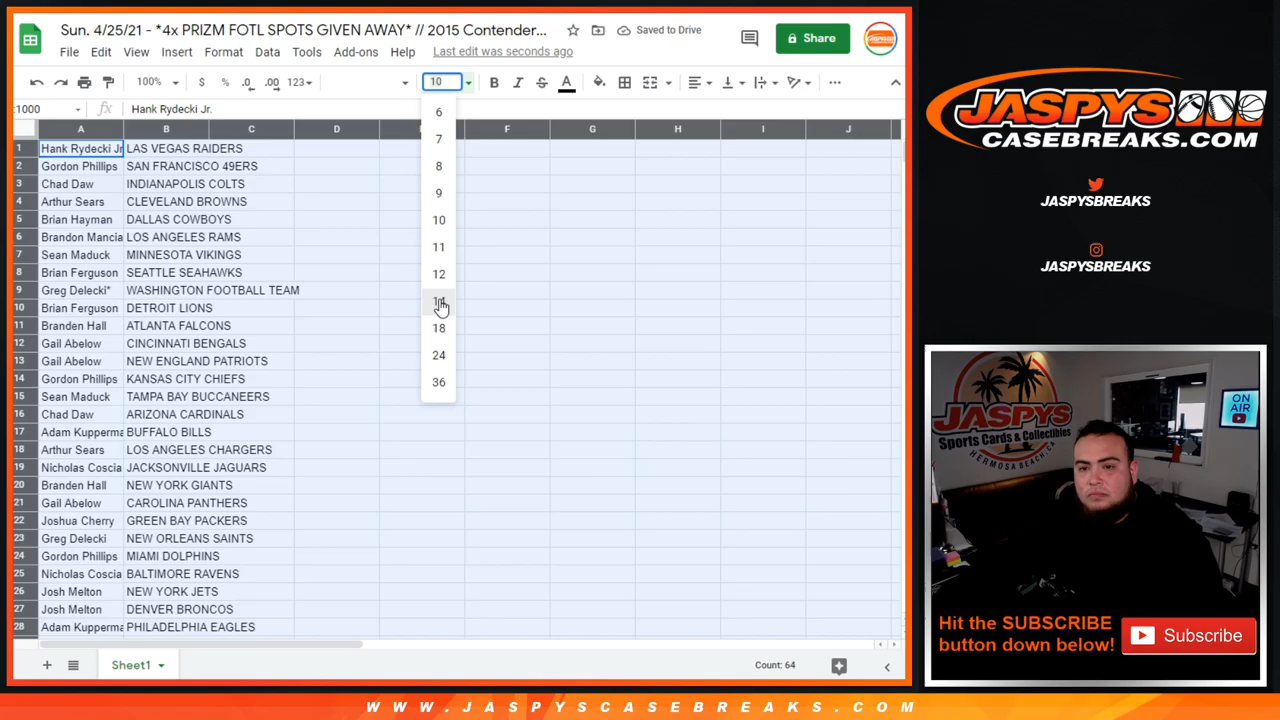 Sun. 4/25/21 - *4x PRIZM FOTL SPOTS GIVEN AWAY* // 2015 Contender... Saved to Drive
Share
File Edit View Insert Format Data Tools Add-ons Help Last edit was seconds ago
100% $ % .0 .00 123 10 B I S A
:1000 fx Hank Rydecki Jr.
A B C D F G H I J
1 Hank Rydecki Jr LAS VEGAS RAIDERS
2 Gordon Phillips SAN FRANCISCO 49ERS
3 Chad Daw INDIANAPOLIS COLTS
4 Arthur Sears CLEVELAND BROWNS
5 Brian Hayman DALLAS COWBOYS
6 Brandon Mancia LOS ANGELES RAMS
7 Sean Maduck MINNESOTA VIKINGS
8 Brian Ferguson SEATTLE SEAHAWKS
9 Greg Delecki* WASHINGTON FOOTBALL TEAM
10 Brian Ferguson DETROIT LIONS
11 Branden Hall ATLANTA FALCONS
12 Gail Abelow CINCINNATI BENGALS
13 Gail Abelow NEW ENGLAND PATRIOTS
14 Gordon Phillips KANSAS CITY CHIEFS
15 Sean Maduck TAMPA BAY BUCCANEERS
16 Chad Daw ARIZONA CARDINALS
17 Adam Kupperma BUFFALO BILLS
18 Arthur Sears LOS ANGELES CHARGERS
19 Nicholas Coscia JACKSONVILLE JAGUARS
20 Branden Hall NEW YORK GIANTS
21 Gail Abelow CAROLINA PANTHERS
22 Joshua Cherry GREEN BAY PACKERS
23 Greg Delecki NEW ORLEANS SAINTS
24 Gordon Phillips MIAMI DOLPHINS
25 Nicholas Coscia BALTIMORE RAVENS
26 Josh Melton NEW YORK JETS
27 Josh Melton DENVER BRONCOS
28 Adam Kupperma PHILADELPHIA EAGLES
6
7
8
9
10
11
12
14
18
24
36
Sheet1
Count: 64
JASPYS
CASEBREAKS.COM
JASPYSBREAKS
JASPYSBREAKS
JASPYS
Sports Cards & Collectibles
HERMOSA BEACH, CA
ON
AIR
Hit the SUBSCRIBE
button down below!
Subscribe
WWW.JASPYSCASEBREAKS.COM